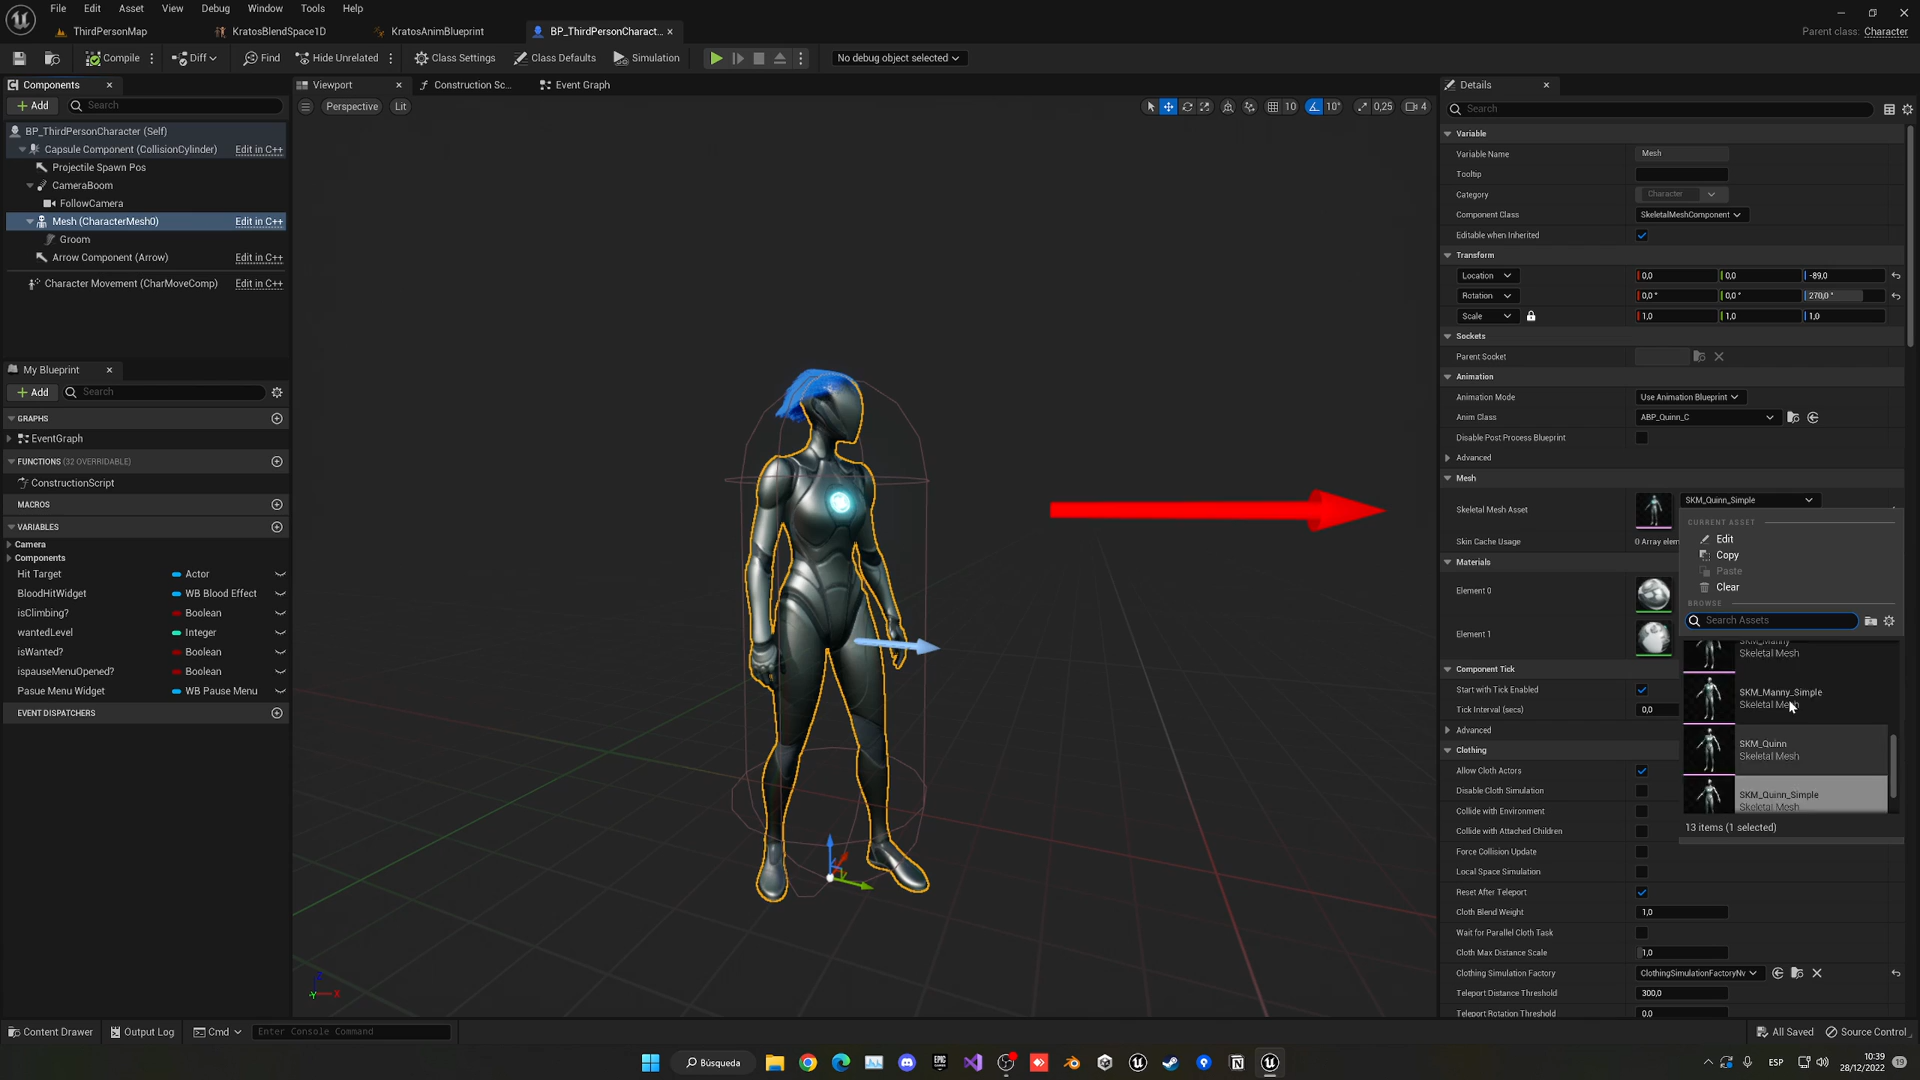 File Edit Asset View Debug Window Tools Help
ThirdPersonMap KratosBlendSpace1D KratosAnimBlueprint BP_ThirdPersonCharact... Parent class: Character
Compile Diff Find Hide Unrelated Class Settings Class Defaults Simulation No debug object selected
Components Viewport Construction Sc... Event Graph Details
+ Add Search Perspective Lit 10 10° 0,25 4 Search
BP_ThirdPersonCharacter (Self)
Capsule Component (CollisionCylinder) Edit in C++
Projectile Spawn Pos
CameraBoom
FollowCamera
Mesh (CharacterMesh0) Edit in C++
Groom
Arrow Component (Arrow) Edit in C++
Character Movement (CharMoveComp) Edit in C++
My Blueprint
+ Add Search
GRAPHS
EventGraph
FUNCTIONS (32 OVERRIDABLE)
ConstructionScript
MACROS
VARIABLES
Camera
Components
Hit Target Actor
BloodHitWidget WB Blood Effect
isClimbing? Boolean
wantedLevel Integer
isWanted? Boolean
ispauseMenuOpened? Boolean
Pasue Menu Widget WB Pause Menu
EVENT DISPATCHERS
Variable
Variable Name Mesh
Tooltip
Category Character
Component Class SkeletalMeshComponent
Editable when Inherited
Transform
Location 0,0 0,0 -89,0
Rotation 0,0 ° 0,0 ° 270,0 °
Scale 1,0 1,0 1,0
Sockets
Parent Socket
Animation
Animation Mode Use Animation Blueprint
Anim Class ABP_Quinn_C
Disable Post Process Blueprint
Advanced
Mesh
Skeletal Mesh Asset SKM_Quinn_Simple
Skin Cache Usage 0 Array elem
Materials
Element 0
Element 1
Component Tick
Start with Tick Enabled
Tick Interval (secs) 0,0
Advanced
Clothing
Allow Cloth Actors
Disable Cloth Simulation
Collide with Environment
Collide with Attached Children
Force Collision Update
Local Space Simulation
Reset After Teleport
Cloth Blend Weight 1,0
Wait for Parallel Cloth Task
Cloth Max Distance Scale 1,0
Clothing Simulation Factory ClothingSimulationFactoryNv
Teleport Distance Threshold 300,0
Teleport Rotation Threshold 0,0
CURRENT ASSET
Edit
Copy
Paste
Clear
BROWSE
Search Assets
SKM_Manny
Skeletal Mesh
SKM_Manny_Simple
Skeletal Mesh
SKM_Quinn
Skeletal Mesh
SKM_Quinn_Simple
Skeletal Mesh
13 items (1 selected)
Z
Y X
Content Drawer Output Log Cmd Enter Console Command All Saved Source Control
Búsqueda
ESP
10:39
28/12/2022
19